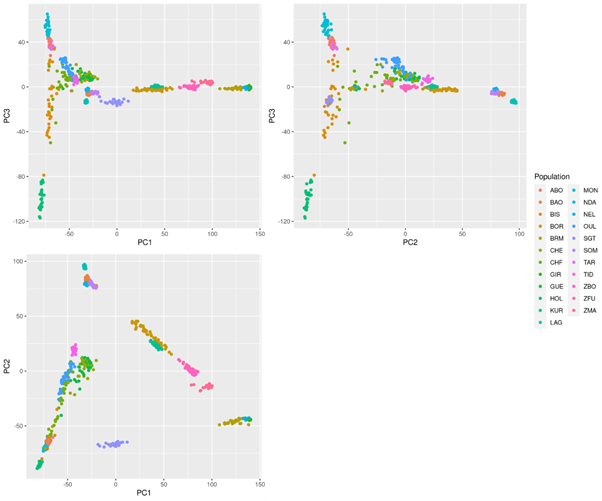 40
0
-40
-80
-120
PC3
-50
0
50
100
150
PC1
40
0
-40
-80
-120
PC3
-50
0
50
100
PC2
100
50
0
-50
PC2
-50
0
50
100
150
PC1
Population
ABO
BAO
BIS
BOR
BRM
CHE
CHF
GIR
GUE
HOL
KUR
LAG
MON
NDA
NEL
OUL
SGT
SOM
TAR
TID
ZBO
ZFU
ZMA